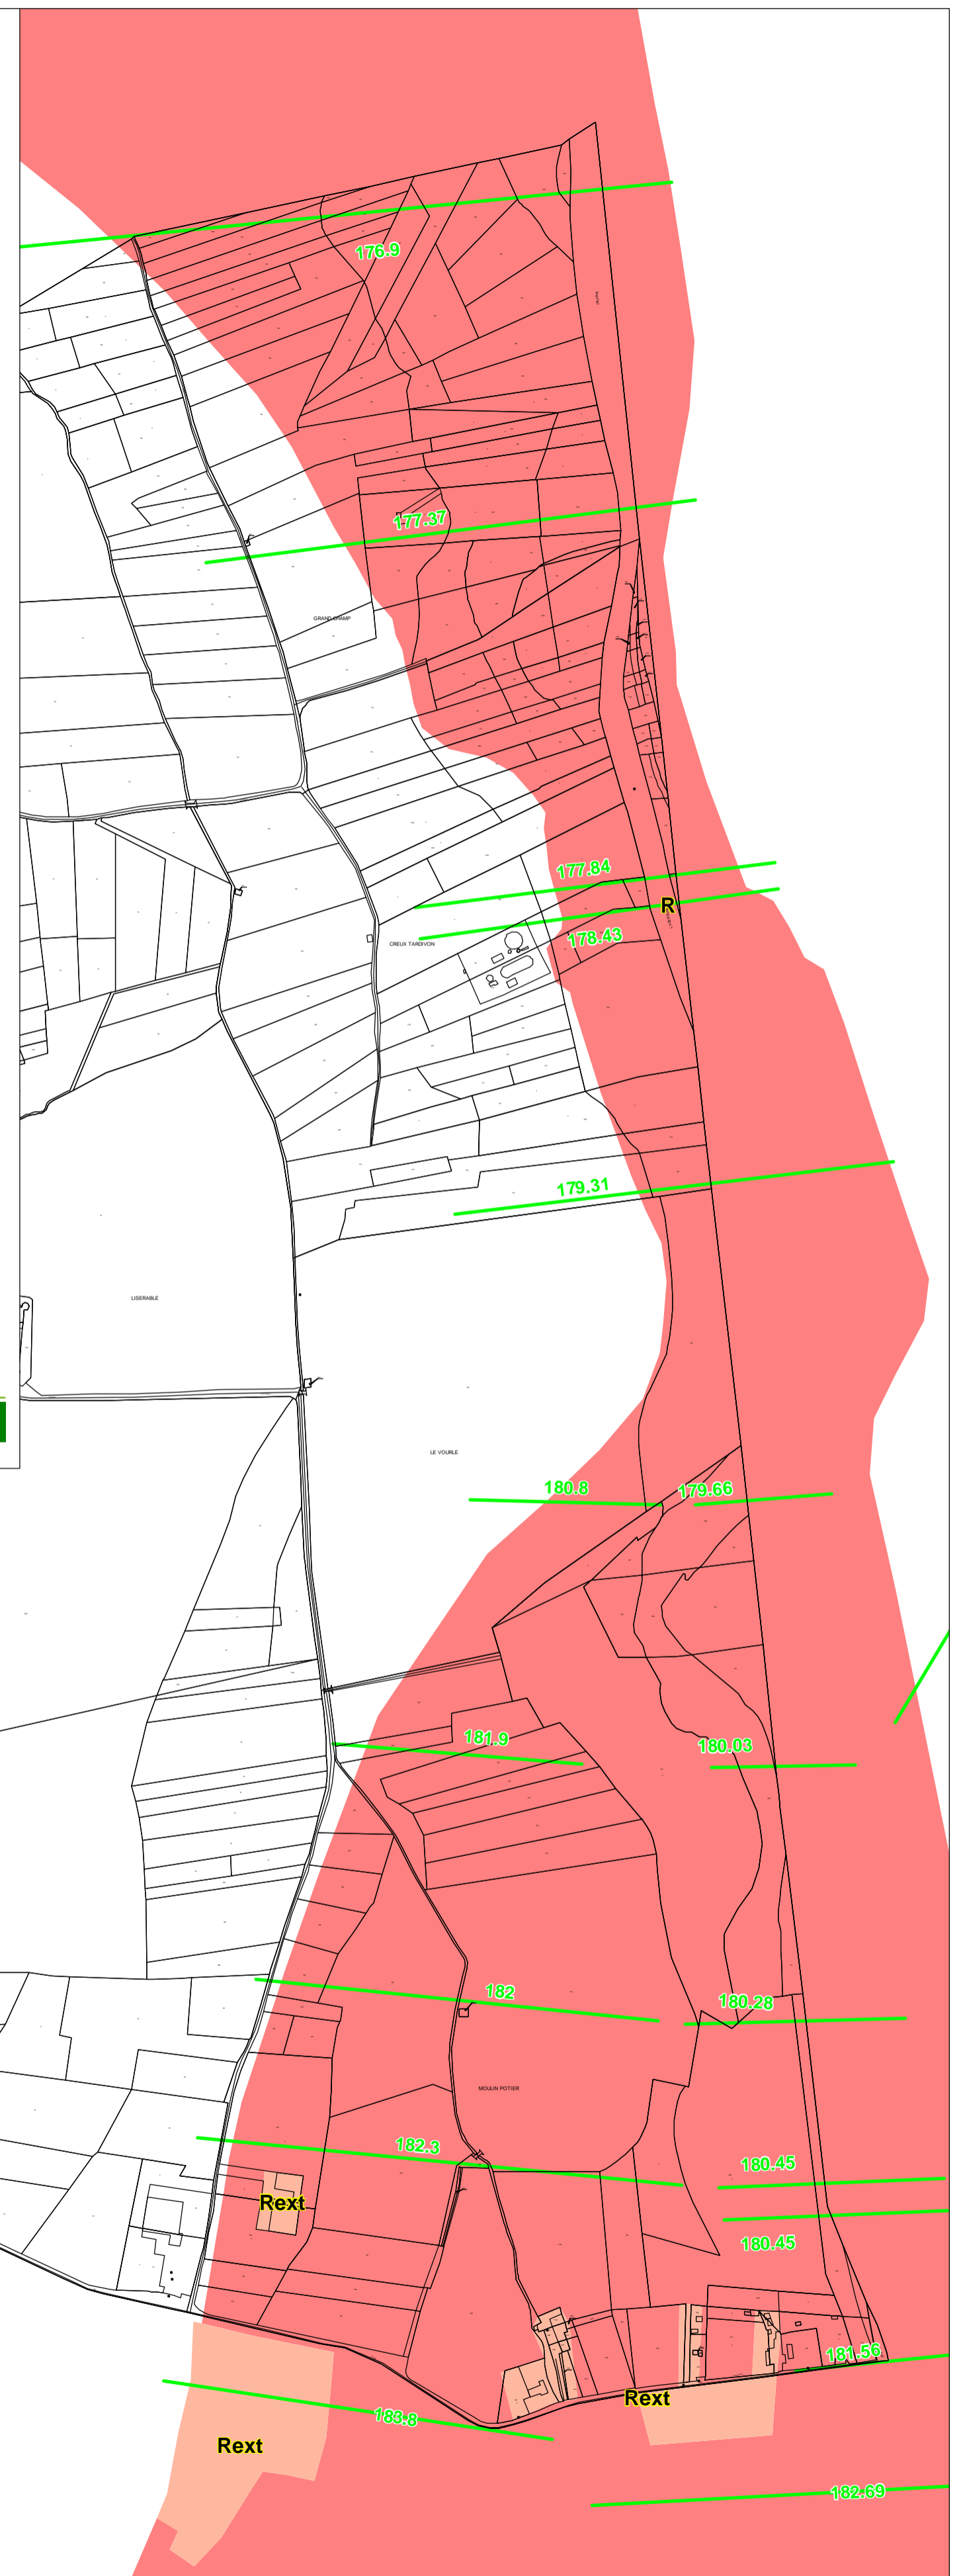 176.9
177.37
GRAND CHAMP
177.84
R
178.43
CREUX TARDIVON
179.31
LISERABLE
LE VOURLE
180.8
179.66
181.9
180.03
182
180.28
MOULIN POTIER
182.3
180.45
Rext
180.45
181.56
Rext
183.8
Rext
182.69